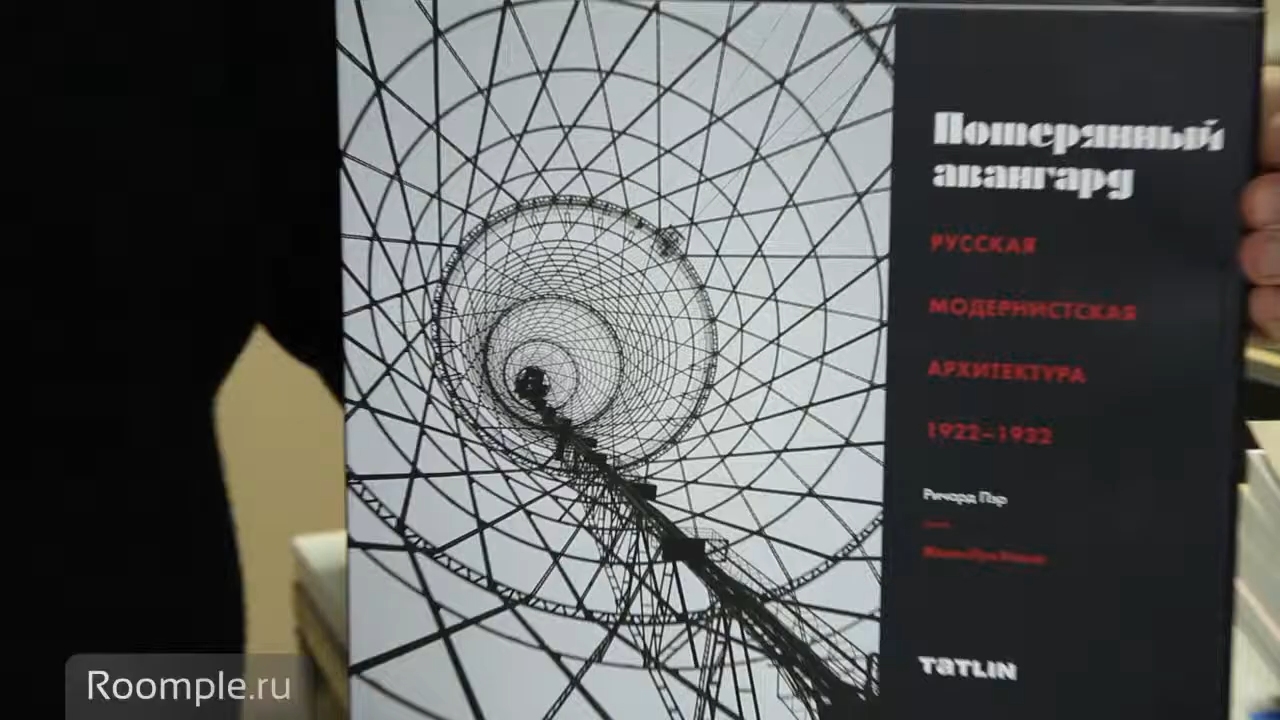 Потерянный
авангард
РУССКАЯ
МОДЕРНИСТСКАЯ
АРХИТЕКТУРА
1922–1932
Ричард Пэр
TATLIN
Roomple.ru